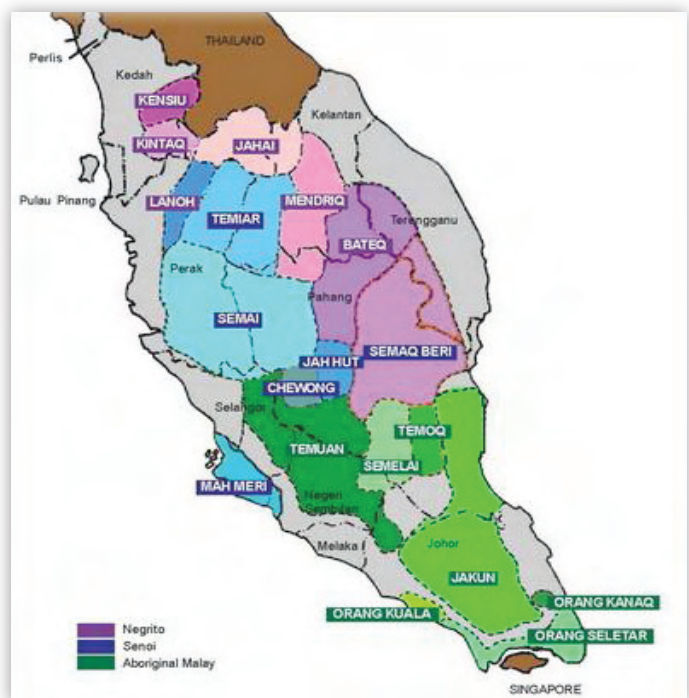 THAILAND
Perlis
Kedah
KENSIU
Kelantan
KINTAQ
JAHAI
Pulau Pinang
LANOH
MENDRIQ
TEMIAR
Terengganu
BATEQ
Perak
Pahang
SEMAI
JAH HUT
SEMAQ BERI
CHEWONG
Selangor
TEMUAN
TEMOQ
SEMELAI
MAH MERI
Negeri
Sembilan
Melaka
Johor
JAKUN
ORANG KANAQ
ORANG KUALA
ORANG SELETAR
Negrito
Senoi
Aboriginal Malay
SINGAPORE